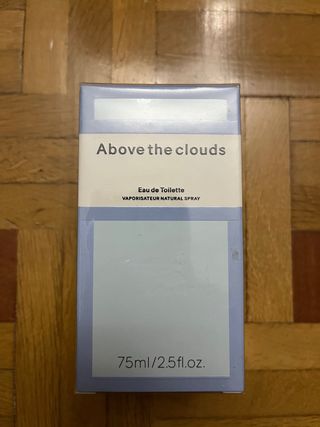 Above the clouds
Eau de Toilette
VAPORISATEUR NATURAL SPRAY
75ml/2.5fl.oz.